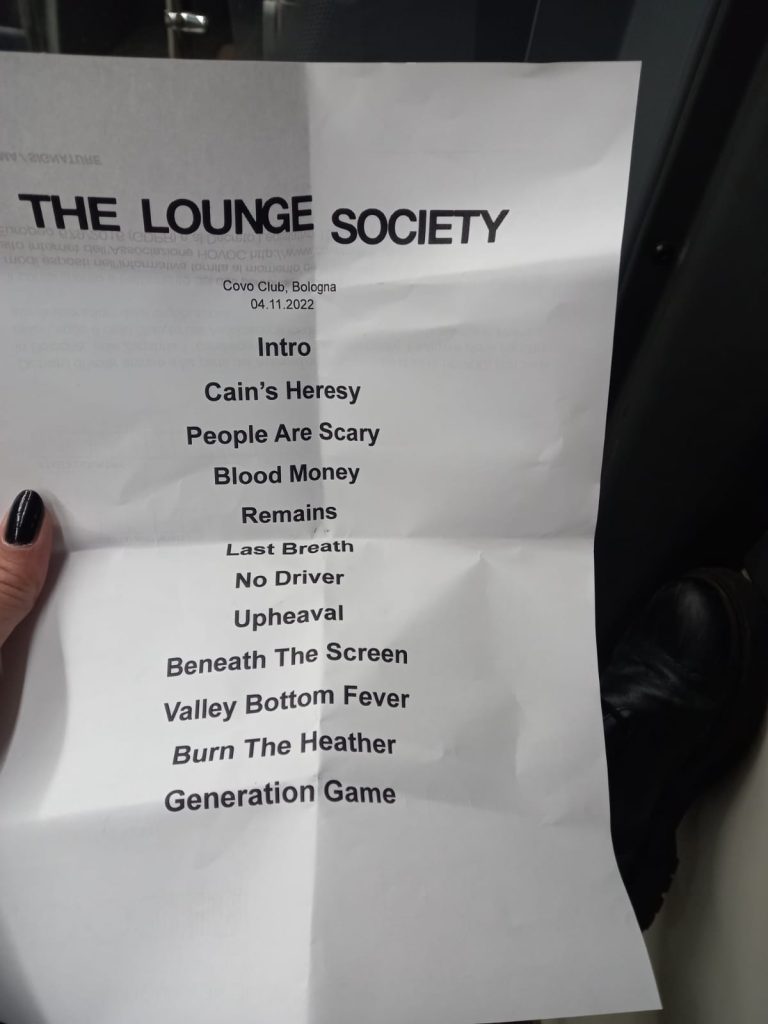 THE LOUNGE SOCIETY
Covo Club, Bologna
04.11.2022
Intro
Cain's Heresy
People Are Scary
Blood Money
Remains
Last Breath
No Driver
Upheaval
Beneath The Screen
Valley Bottom Fever
Burn The Heather
Generation Game